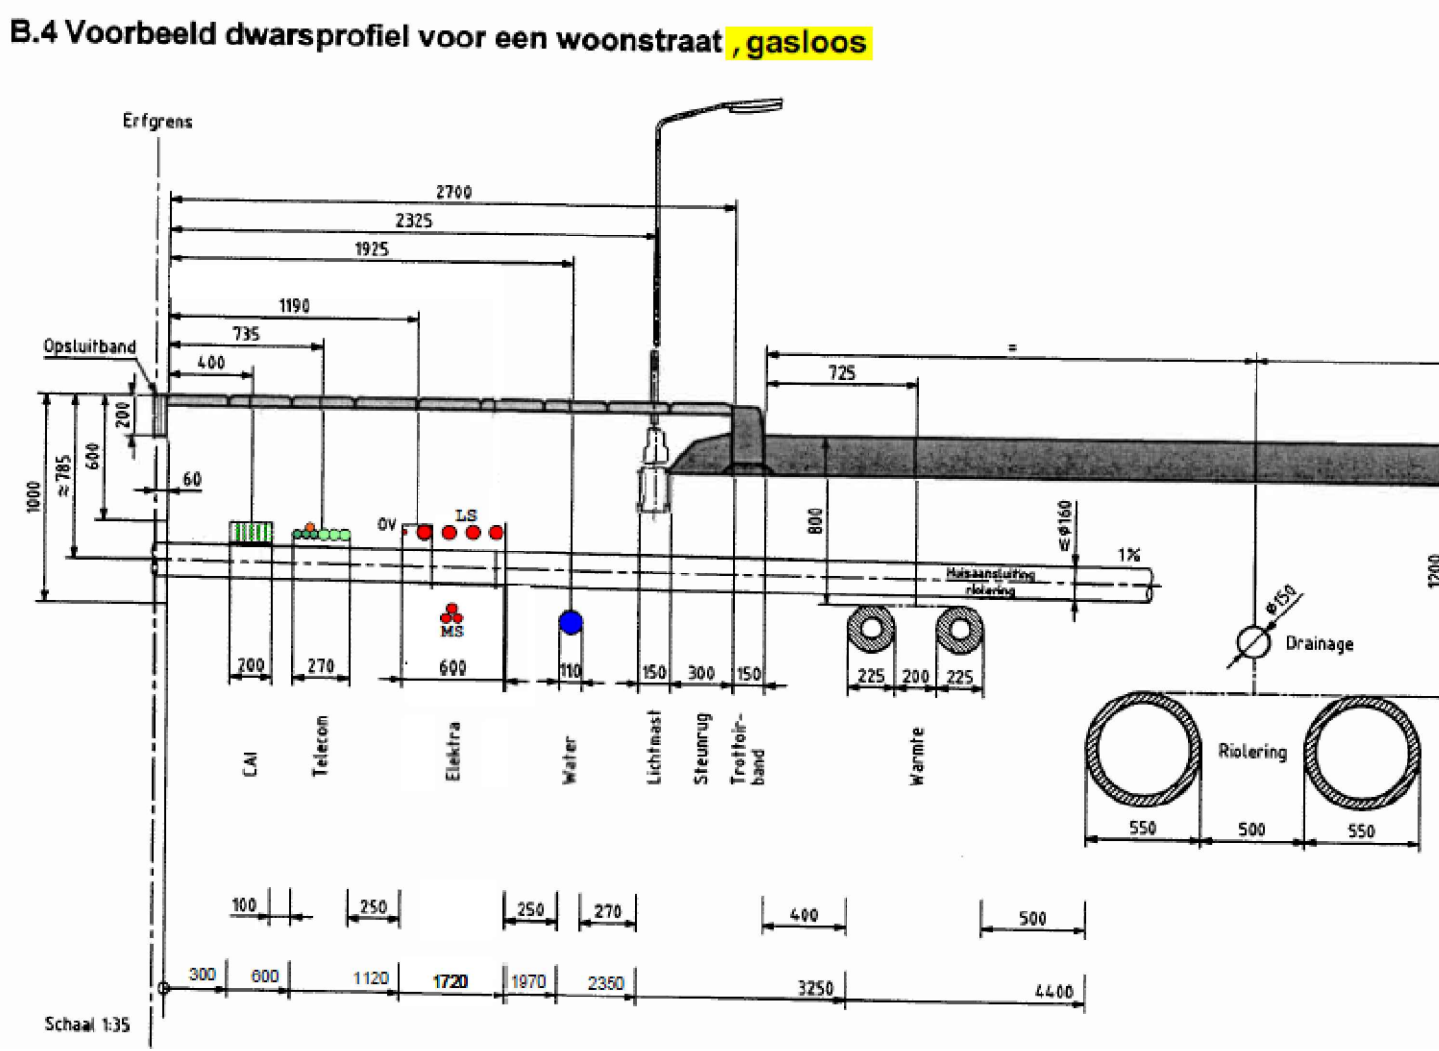 B.4 Voorbeeld dwarsprofiel voor een woonstraat , gasloos
Erfgrens
2700
2325
1925
1190
735
400
Opsluitband
=
725
200
600
≈785
1000
60
OV
LS
MS
800
≤ø160
1%
Huisaansluiting
riolering
1200
ø150
Drainage
200
270
600
110
150
300
150
225
200
225
CAI
Telecom
Elektra
Water
Lichtmast
Steunrug
Trottoir-
band
Warmte
Riolering
550
500
550
100
250
250
270
400
500
300
600
1120
1720
1970
2350
3250
4400
Schaal 1:35